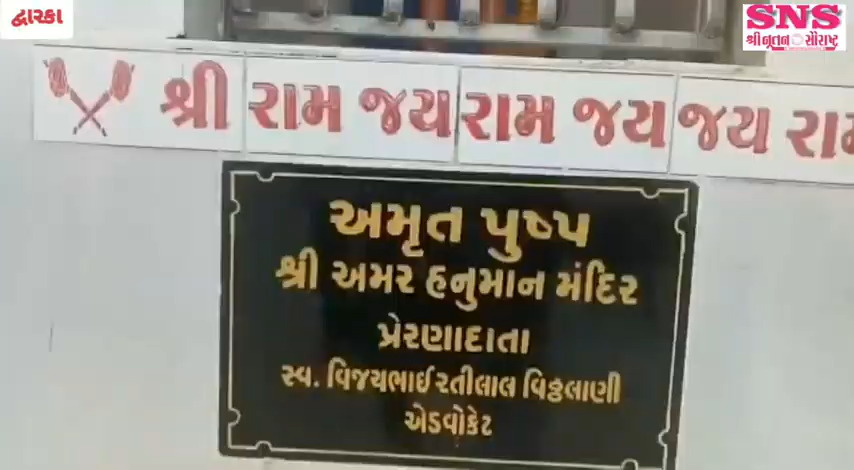 દ્વારકા
SNS
શ્રી નૂતન સૌરાષ્ટ્ર
શ્રી રામ જય રામ જય જય રામ
અમૃત પુષ્પ
શ્રી અમર હનુમાન મંદિર
પ્રેરણાદાતા
સ્વ. વિજયભાઈ રતીલાલ વિઠ્ઠલાણી
એડવોકેટ